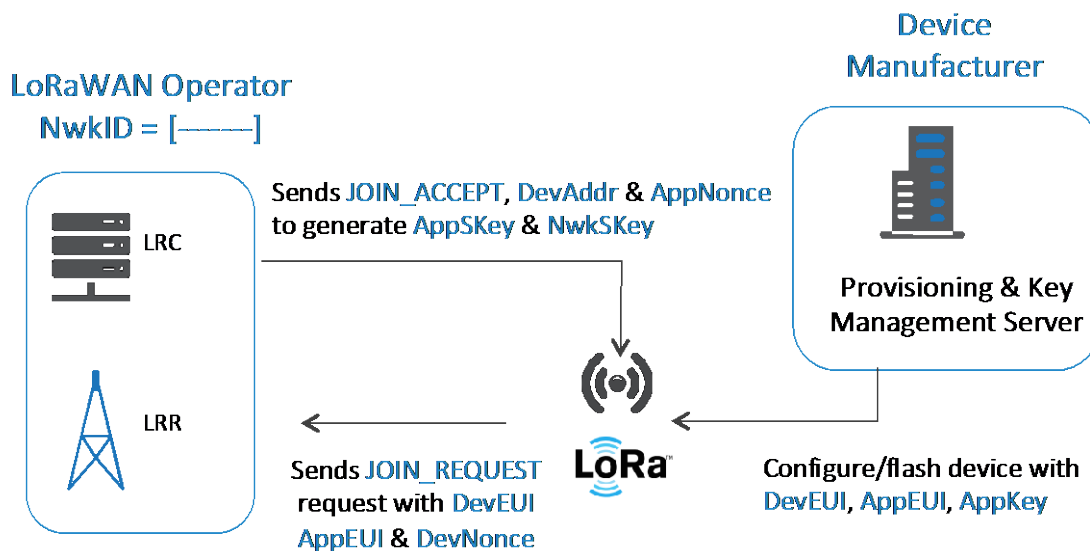 LoRaWAN Operator
NwkID = [———]
LRC
LRR
Sends JOIN_ACCEPT, DevAddr & AppNonce
to generate AppSKey & NwkSKey
Device
Manufacturer
Provisioning & Key
Management Server
LoRa™
Sends JOIN_REQUEST
request with DevEUI
AppEUI & DevNonce
Configure/flash device with
DevEUI, AppEUI, AppKey